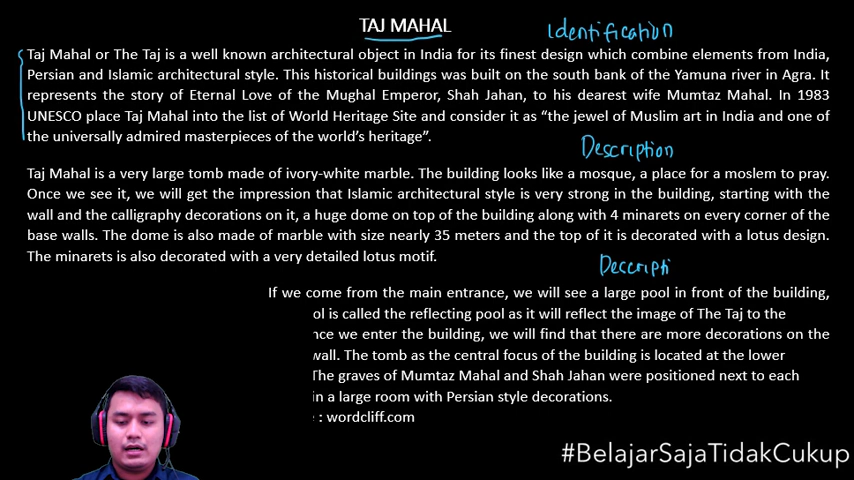 TAJ MAHAL
Identification
Taj Mahal or The Taj is a well known architectural object in India for its finest design which combine elements from India,
Persian and Islamic architectural style. This historical buildings was built on the south bank of the Yamuna river in Agra. It
represents the story of Eternal Love of the Mughal Emperor, Shah Jahan, to his dearest wife Mumtaz Mahal. In 1983
UNESCO place Taj Mahal into the list of World Heritage Site and consider it as “the jewel of Muslim art in India and one of
the universally admired masterpieces of the world’s heritage”.
Description
Taj Mahal is a very large tomb made of ivory-white marble. The building looks like a mosque, a place for a moslem to pray.
Once we see it, we will get the impression that Islamic architectural style is very strong in the building, starting with the
wall and the calligraphy decorations on it, a huge dome on top of the building along with 4 minarets on every corner of the
base walls. The dome is also made of marble with size nearly 35 meters and the top of it is decorated with a lotus design.
The minarets is also decorated with a very detailed lotus motif.
Descripti
If we come from the main entrance, we will see a large pool in front of the building,
ol is called the reflecting pool as it will reflect the image of The Taj to the
nce we enter the building, we will find that there are more decorations on the
wall. The tomb as the central focus of the building is located at the lower
The graves of Mumtaz Mahal and Shah Jahan were positioned next to each
in a large room with Persian style decorations.
: wordcliff.com
#BelajarSajaTidakCukup